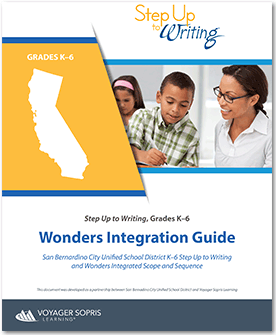 Step Up
to Writing®
GRADES K–6
Step Up to Writing, Grades K–6
Wonders Integration Guide
San Bernardino City Unified School District K–6 Step Up to Writing
and Wonders Integrated Scope and Sequence
This document was developed as a partnership between San Bernardino City Unified School District and Voyager Sopris Learning.
VOYAGER SOPRIS
LEARNING®